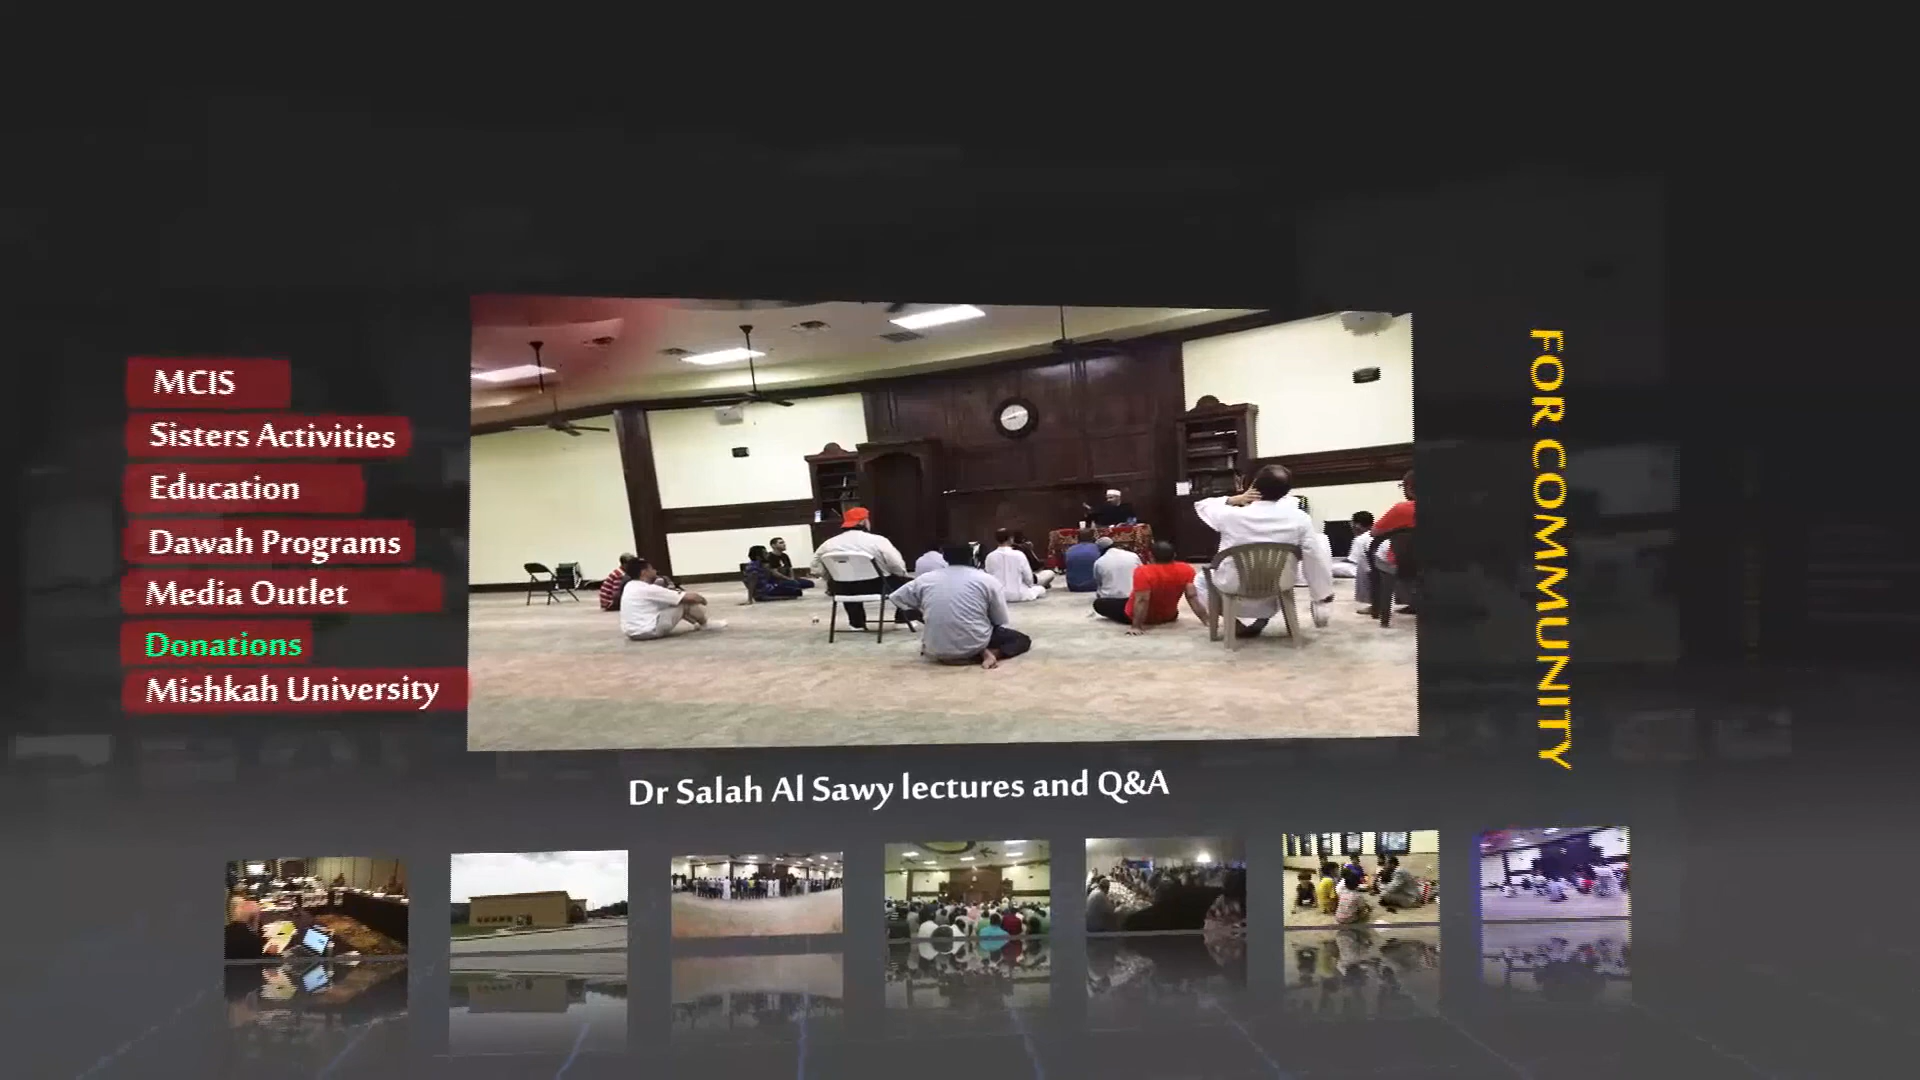 MCIS
Sisters Activities
Education
Dawah Programs
Media Outlet
Donations
Mishkah University
FOR COMMUNITY
Dr Salah Al Sawy lectures and Q&A